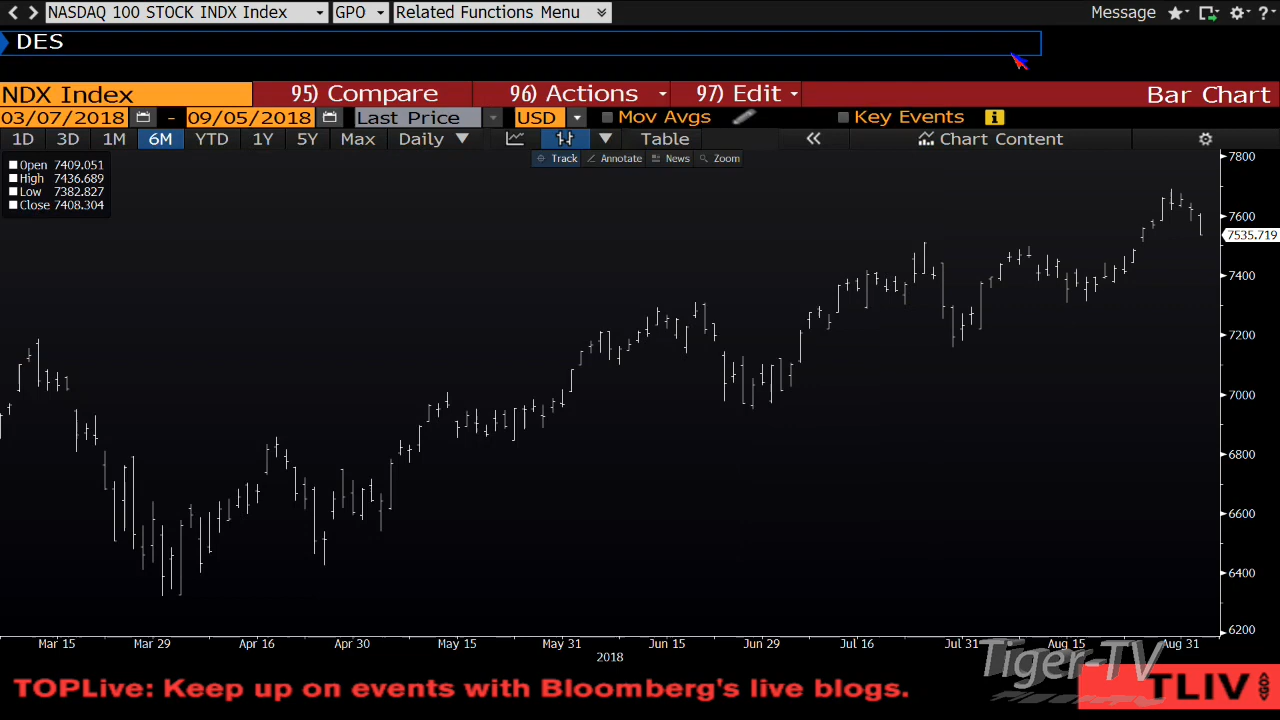 NASDAQ 100 STOCK INDX Index GPO Related Functions Menu Message ?
DES
NDX Index 95) Compare 96) Actions 97) Edit Bar Chart
03/07/2018 - 09/05/2018 Last Price USD Mov Avgs Key Events i
1D 3D 1M 6M YTD 1Y 5Y Max Daily Table « Chart Content
Track Annotate News Zoom
Open 7409.051
High 7436.689
Low 7382.827
Close 7408.304
7800
7600
7535.719
7400
7200
7000
6800
6600
6400
6200
Mar 15 Mar 29 Apr 16 Apr 30 May 15 May 31 Jun 15 Jun 29 Jul 16 Jul 31 Aug 15 Aug 31
2018
Tiger-TV
TOPLive: Keep up on events with Bloomberg's live blogs. TLIV